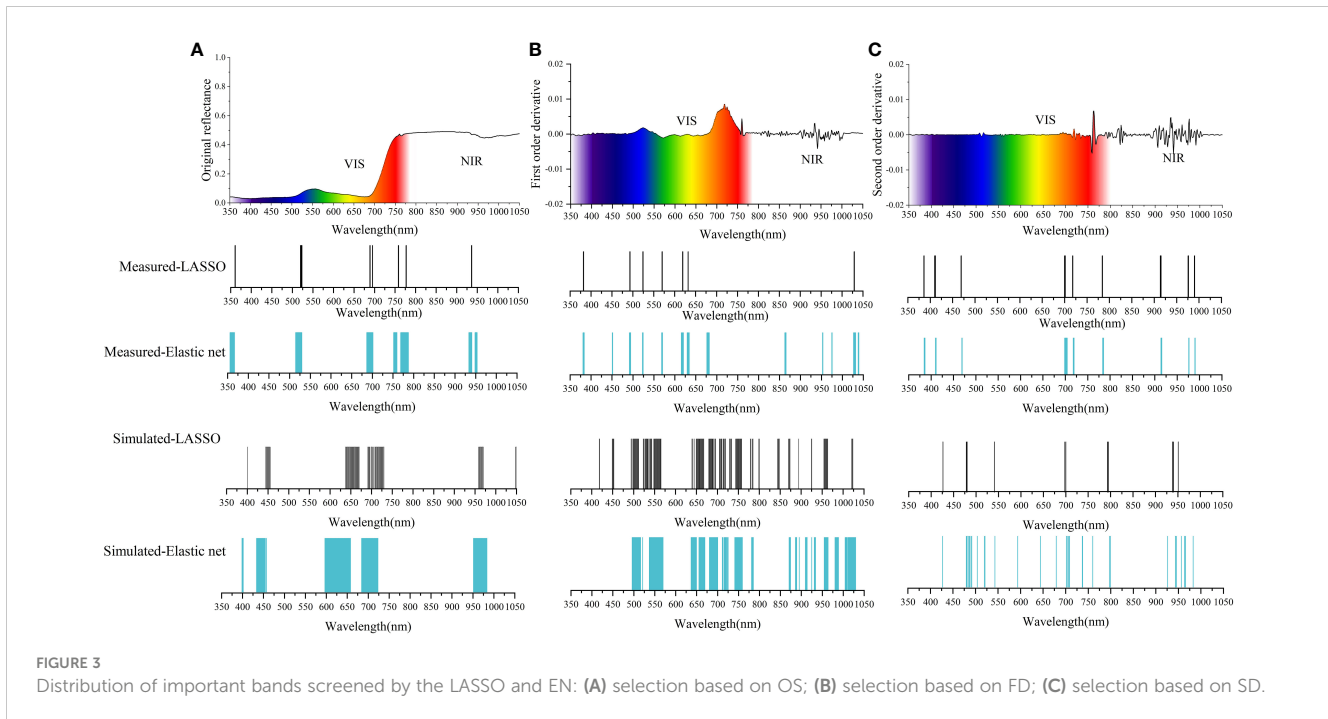 A
B
C
Original reflectance
1.0
0.8
0.6
0.4
0.2
0.0
VIS
NIR
350 400 450 500 550 600 650 700 750 800 850 900 950 1000 1050
Wavelength(nm)
First order derivative
0.02
0.01
0.00
-0.01
-0.02
VIS
NIR
350 400 450 500 550 600 650 700 750 800 850 900 950 1000 1050
Wavelength(nm)
Second order derivative
0.02
0.01
0.00
-0.01
-0.02
VIS
NIR
350 400 450 500 550 600 650 700 750 800 850 900 950 1000 1050
Wavelength(nm)
Measured-LASSO
350 400 450 500 550 600 650 700 750 800 850 900 950 1000 1050
Wavelength(nm)
350 400 450 500 550 600 650 700 750 800 850 900 950 1000 1050
Wavelength(nm)
350 400 450 500 550 600 650 700 750 800 850 900 950 1000 1050
Wavelength(nm)
Measured-Elastic net
350 400 450 500 550 600 650 700 750 800 850 900 950 1000 1050
Wavelength(nm)
350 400 450 500 550 600 650 700 750 800 850 900 950 1000 1050
Wavelength(nm)
350 400 450 500 550 600 650 700 750 800 850 900 950 1000 1050
Wavelength(nm)
Simulated-LASSO
350 400 450 500 550 600 650 700 750 800 850 900 950 1000 1050
Wavelength(nm)
350 400 450 500 550 600 650 700 750 800 850 900 950 1000 1050
Wavelength(nm)
350 400 450 500 550 600 650 700 750 800 850 900 950 1000 1050
Wavelength(nm)
Simulated-Elastic net
350 400 450 500 550 600 650 700 750 800 850 900 950 1000 1050
Wavelength(nm)
350 400 450 500 550 600 650 700 750 800 850 900 950 1000 1050
Wavelength(nm)
350 400 450 500 550 600 650 700 750 800 850 900 950 1000 1050
Wavelength(nm)
FIGURE 3
Distribution of important bands screened by the LASSO and EN: (A) selection based on OS; (B) selection based on FD; (C) selection based on SD.